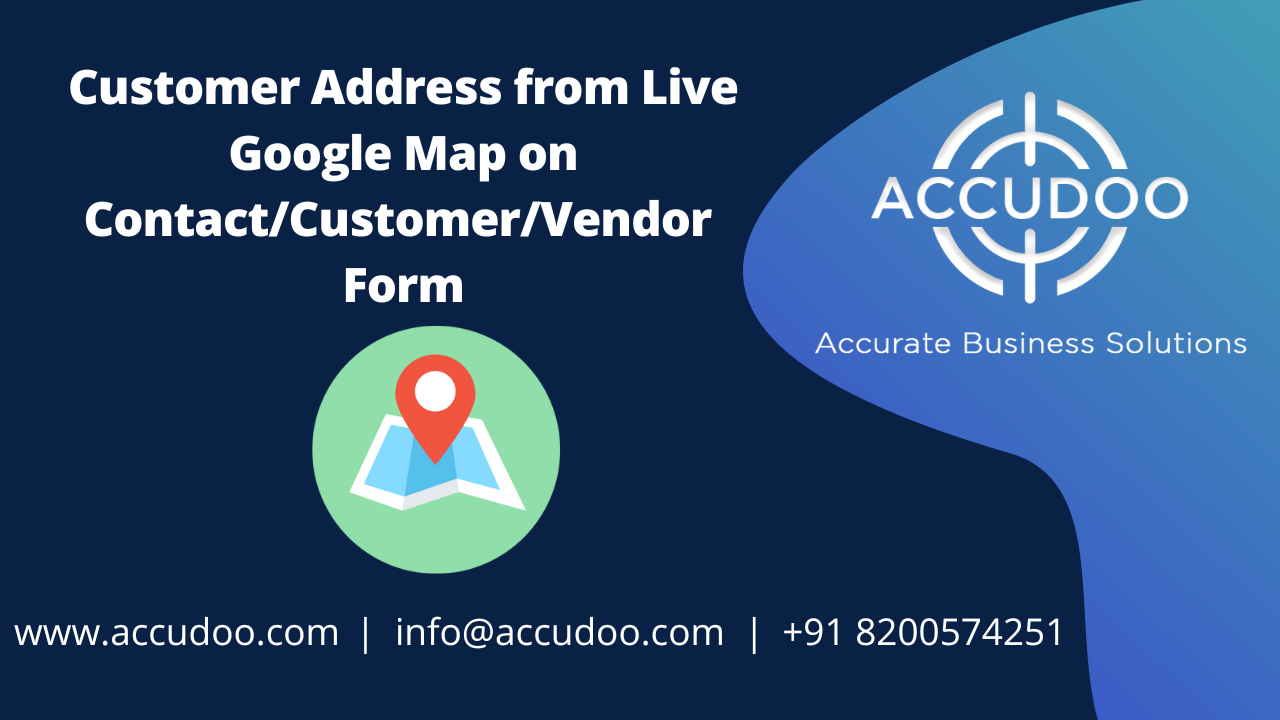 Customer Address from Live
Google Map on
Contact/Customer/Vendor
Form
ACCUDOO
Accurate Business Solutions
www.accudoo.com | info@accudoo.com | +91 8200574251